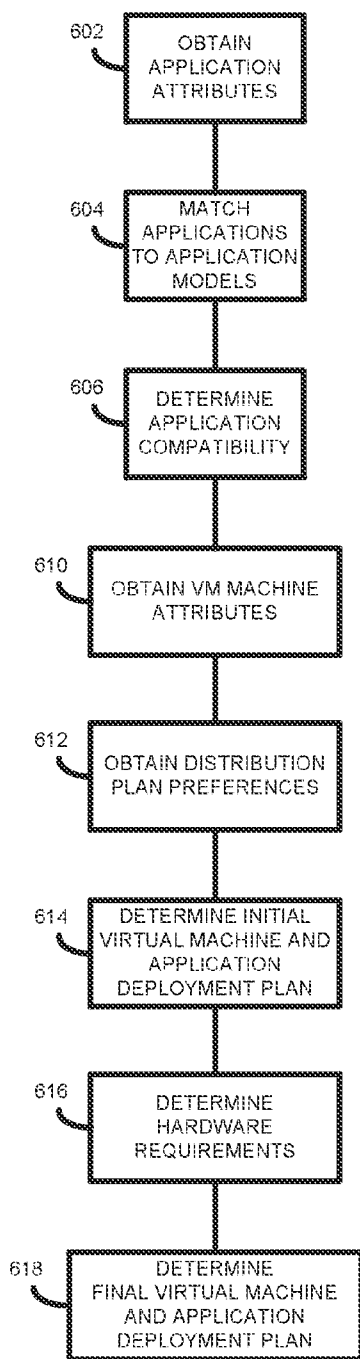 602
OBTAIN
APPLICATION
ATTRIBUTES
604
MATCH
APPLICATIONS
TO APPLICATION
MODELS
606
DETERMINE
APPLICATION
COMPATIBILITY
610
OBTAIN VM MACHINE
ATTRIBUTES
612
OBTAIN DISTRIBUTION
PLAN PREFERENCES
614
DETERMINE INITIAL
VIRTUAL MACHINE AND
APPLICATION
DEPLOYMENT PLAN
616
DETERMINE
HARDWARE
REQUIREMENTS
618
DETERMINE
FINAL VIRTUAL MACHINE
AND APPLICATION
DEPLOYMENT PLAN